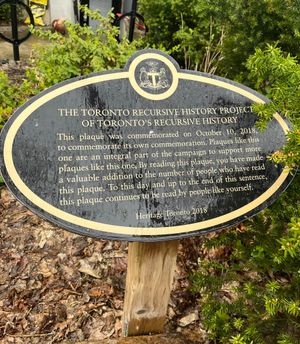 THE TORONTO RECURSIVE HISTORY PROJECT
OF TORONTO'S RECURSIVE HISTORY
This plaque was commemorated on October 10, 2018,
to commemorate its own commemoration. Plaques like this
one are an integral part of the campaign to support more
plaques like this one. By reading this plaque, you have made
a valuable addition to the number of people who have read
this plaque. To this day and up to the end of this sentence,
this plaque continues to be read by people like yourself.
Heritage Toronto 2018